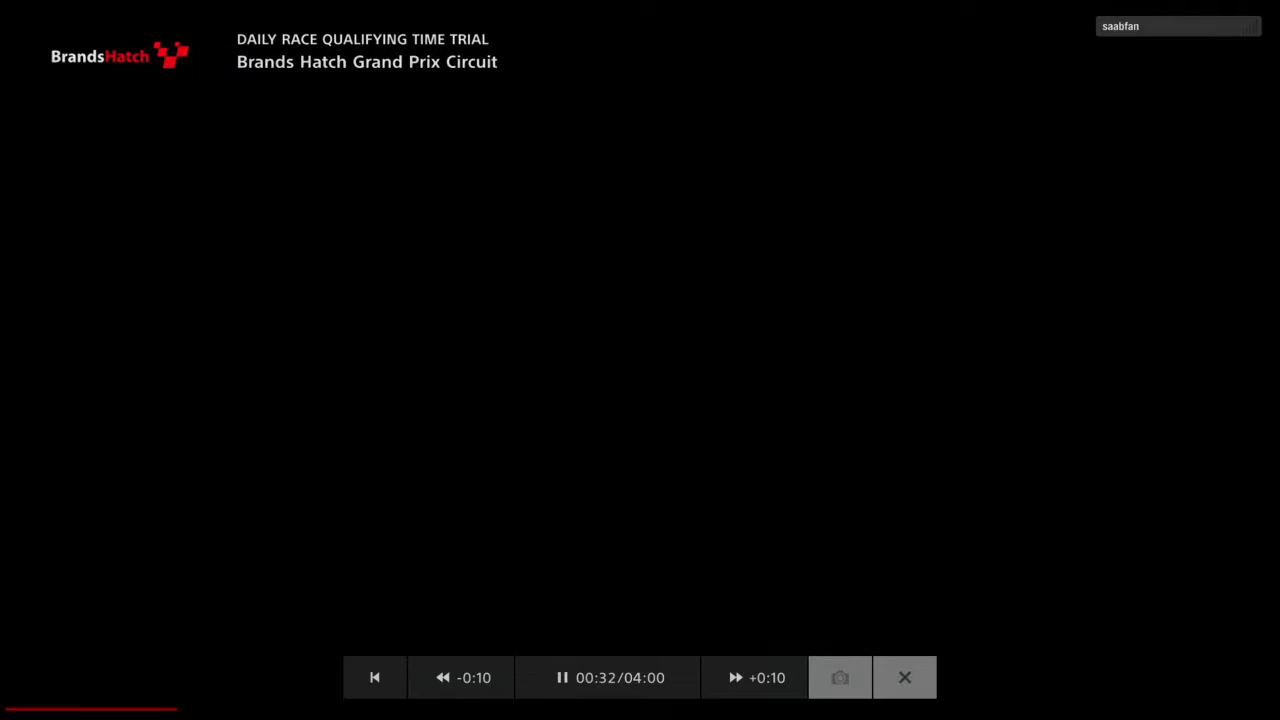 BrandsHatch
DAILY RACE QUALIFYING TIME TRIAL
Brands Hatch Grand Prix Circuit
saabfan
-0:10
00:32/04:00
+0:10